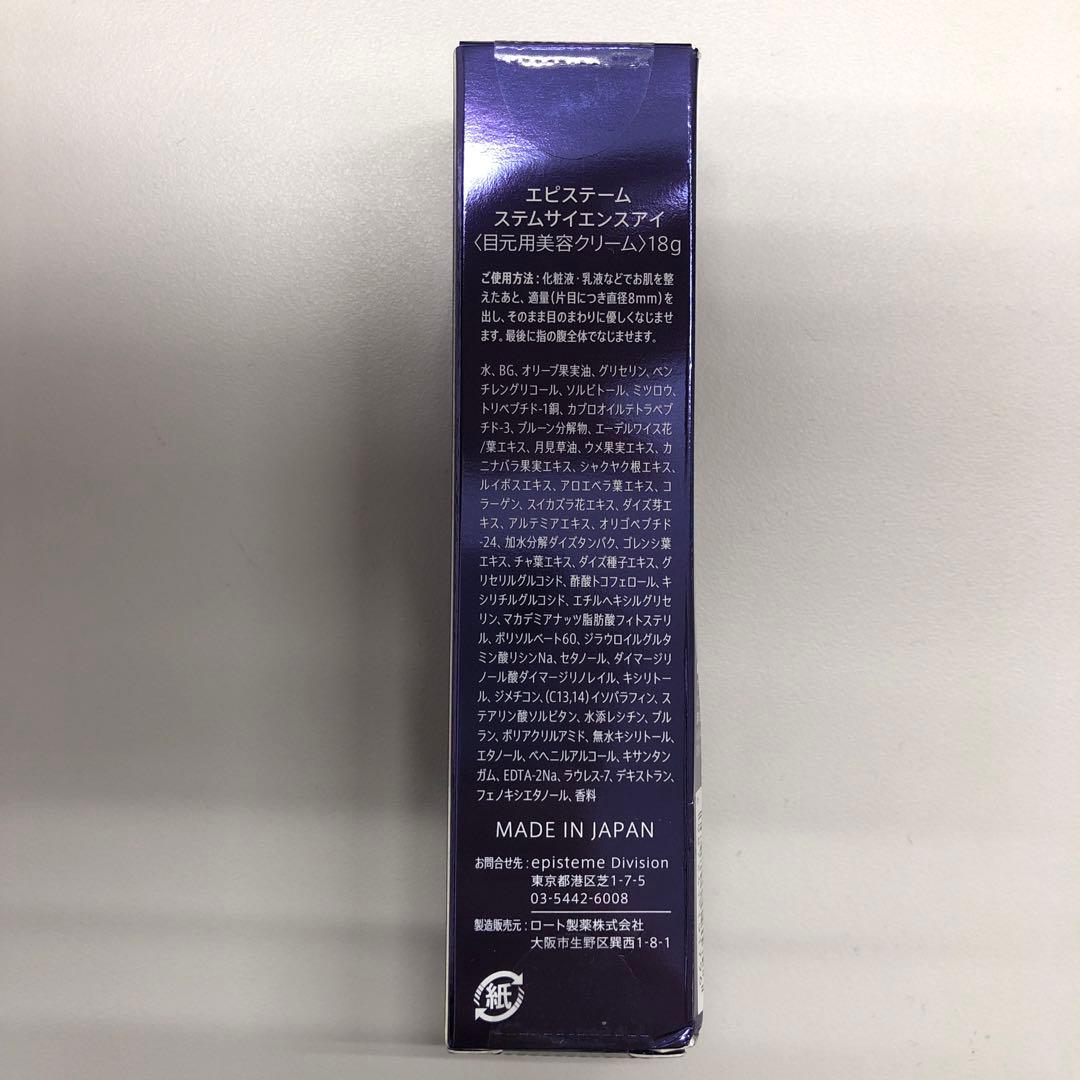 エピステーム
ステムサイエンスアイ
〈目元用美容クリーム〉18g
ご使用方法：化粧液・乳液などでお肌を整
えたあと、適量(片目につき直径8mm)を
出し、そのまま目のまわりに優しくなじませ
ます。最後に指の腹全体でなじませます。
水、BG、オリーブ果実油、グリセリン、ペン
チレングリコール、ソルビトール、ミツロウ、
トリペプチド-1銅、カプロオイルテトラペプ
チド-3、プルーン分解物、エーデルワイス花
/葉エキス、月見草油、ウメ果実エキス、カ
ニナバラ果実エキス、シャクヤク根エキス、
ルイボスエキス、アロエベラ葉エキス、コ
ラーゲン、スイカズラ花エキス、ダイズ芽エ
キス、アルテミアエキス、オリゴペプチド
-24、加水分解ダイズタンパク、ゴレンシ葉
エキス、チャ葉エキス、ダイズ種子エキス、グ
リセリルグルコシド、酢酸トコフェロール、キ
シリチルグルコシド、エチルヘキシルグリセ
リン、マカデミアナッツ脂肪酸フィトステリ
ル、ポリソルベート60、ジラウロイルグルタ
ミン酸リシンNa、セタノール、ダイマージリ
ノール酸ダイマージリノレイル、キシリトー
ル、ジメチコン、(C13,14)イソパラフィン、ス
テアリン酸ソルビタン、水添レシチン、プル
ラン、ポリアクリルアミド、無水キシリトール、
エタノール、ベヘニルアルコール、キサンタン
ガム、EDTA-2Na、ラウレス-7、デキストラン、
フェノキシエタノール、香料
MADE IN JAPAN
お問合せ先：episteme Division
東京都港区芝1-7-5
03-5442-6008
製造販売元：ロート製薬株式会社
大阪市生野区巽西1-8-1
紙